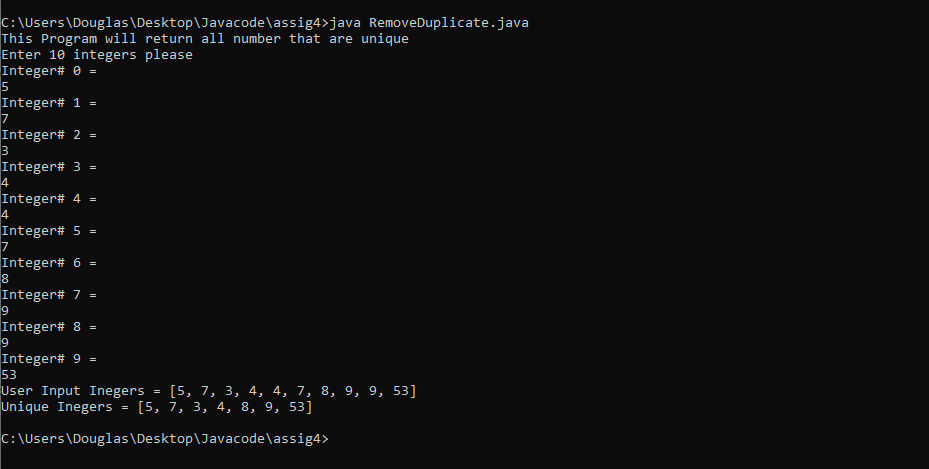 C:\Users\Douglas\Desktop\Javacode\assig4>java RemoveDuplicate.java
This Program will return all number that are unique
Enter 10 integers please
Integer# 0 =
5
Integer# 1 =
7
Integer# 2 =
3
Integer# 3 =
4
Integer# 4 =
4
Integer# 5 =
7
Integer# 6 =
8
Integer# 7 =
9
Integer# 8 =
9
Integer# 9 =
53
User Input Inegers = [5, 7, 3, 4, 4, 7, 8, 9, 9, 53]
Unique Inegers = [5, 7, 3, 4, 8, 9, 53]
C:\Users\Douglas\Desktop\Javacode\assig4>